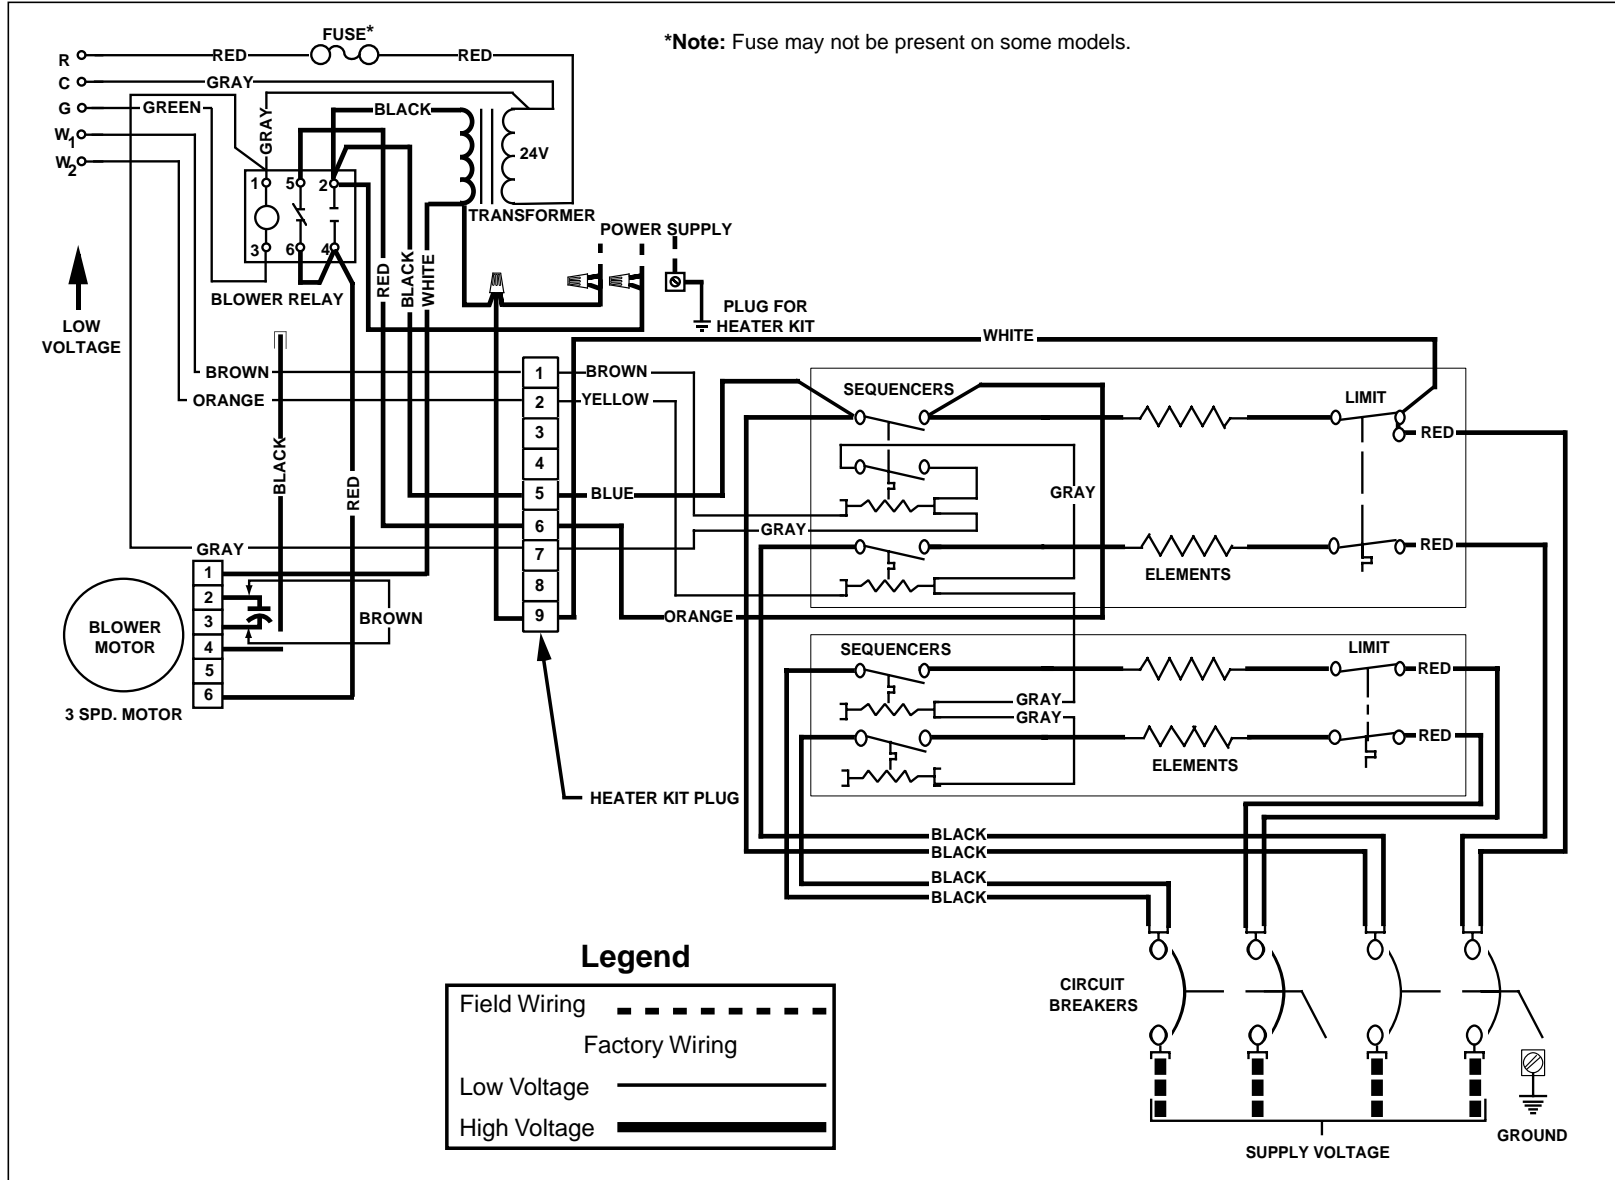 *Note: Fuse may not be present on some models.
FUSE*
R
RED
RED
C
GRAY
G
GREEN
BLACK
W1
GRAY
W2
24V
1
5
2
TRANSFORMER
3
6
4
BLOWER RELAY
RED
BLACK
WHITE
POWER SUPPLY
LOW
VOLTAGE
PLUG FOR
HEATER KIT
WHITE
BROWN
ORANGE
BLACK
RED
GRAY
1
2
3
4
5
6
7
8
9
BROWN
YELLOW
BLUE
GRAY
ORANGE
SEQUENCERS
LIMIT
RED
GRAY
RED
ELEMENTS
BLOWER
MOTOR
3 SPD. MOTOR
1
2
3
4
5
6
BROWN
SEQUENCERS
LIMIT
RED
GRAY
GRAY
RED
ELEMENTS
HEATER KIT PLUG
BLACK
BLACK
BLACK
BLACK
Legend
Field Wiring
Factory Wiring
Low Voltage
High Voltage
CIRCUIT
BREAKERS
GROUND
SUPPLY VOLTAGE